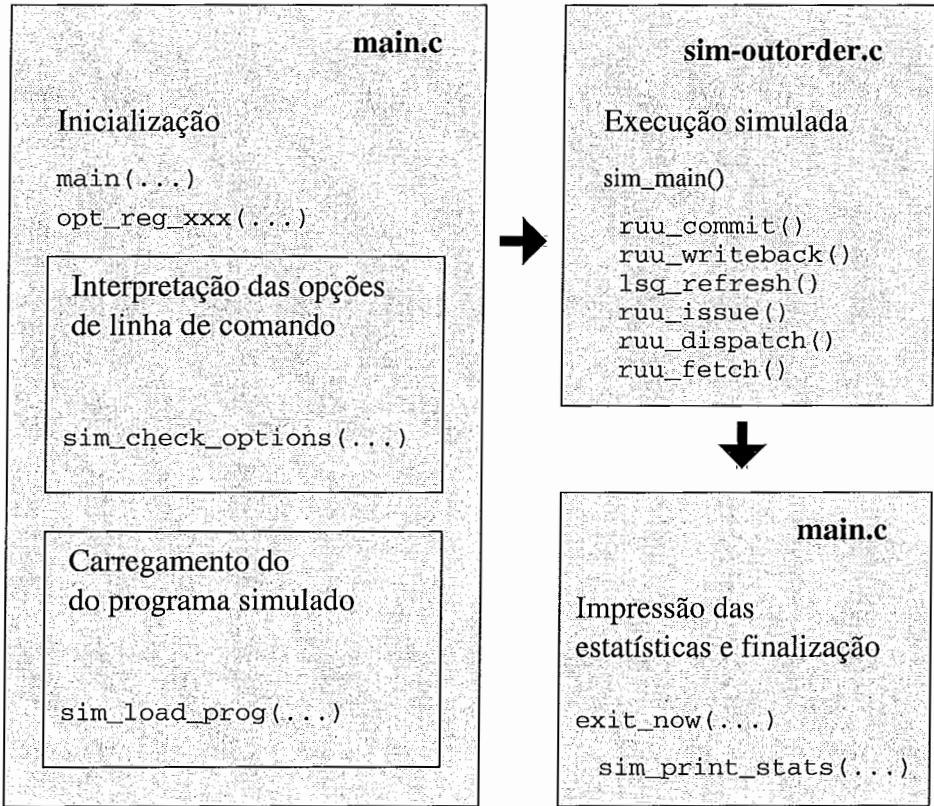 main.c
Inicialização
main(...)
opt_reg_xxx(...)
Interpretação das opções
de linha de comando
sim_check_options(...)
Carregamento do
do programa simulado
sim_load_prog(...)
sim-outorder.c
Execução simulada
sim_main()
ruu_commit()
ruu_writeback()
lsq_refresh()
ruu_issue()
ruu_dispatch()
ruu_fetch()
main.c
Impressão das
estatísticas e finalização
exit_now(...)
sim_print_stats(...)